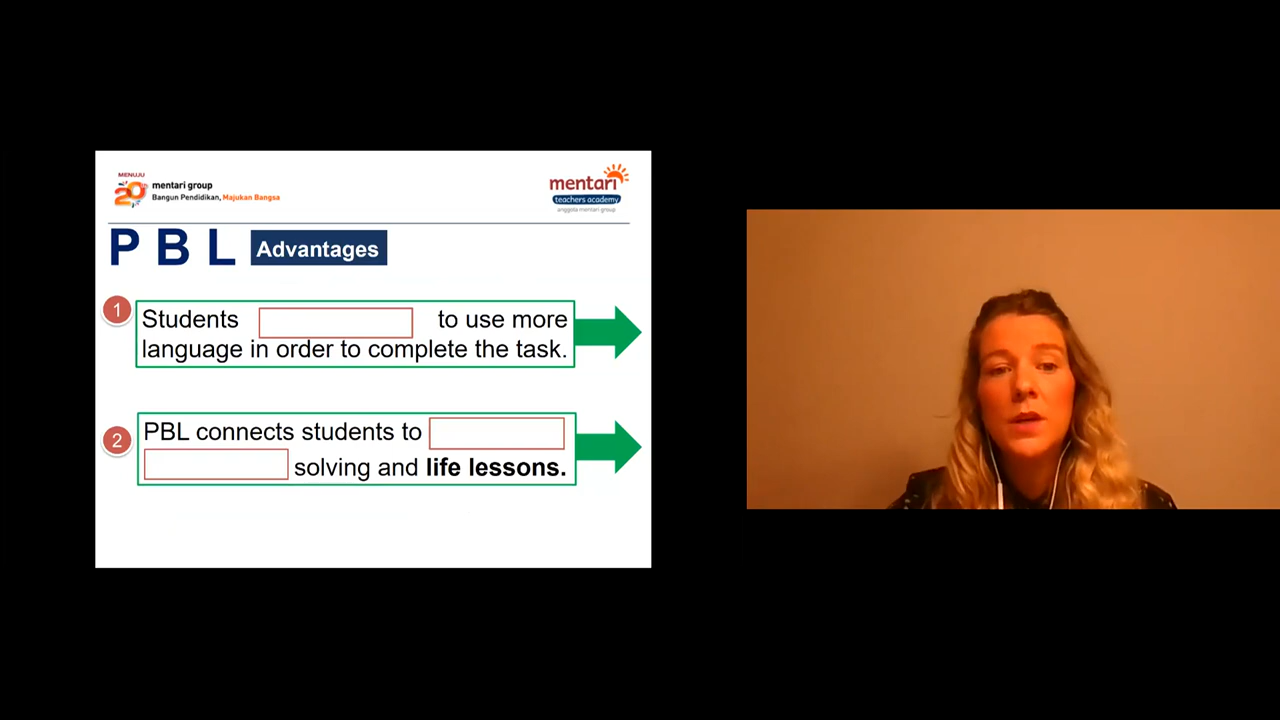 MENUJU
20th
mentari group
Bangun Pendidikan, Majukan Bangsa
mentari
teachers academy
anggota mentari group
P B L Advantages
1
Students to use more
language in order to complete the task.
2
PBL connects students to
solving and life lessons.